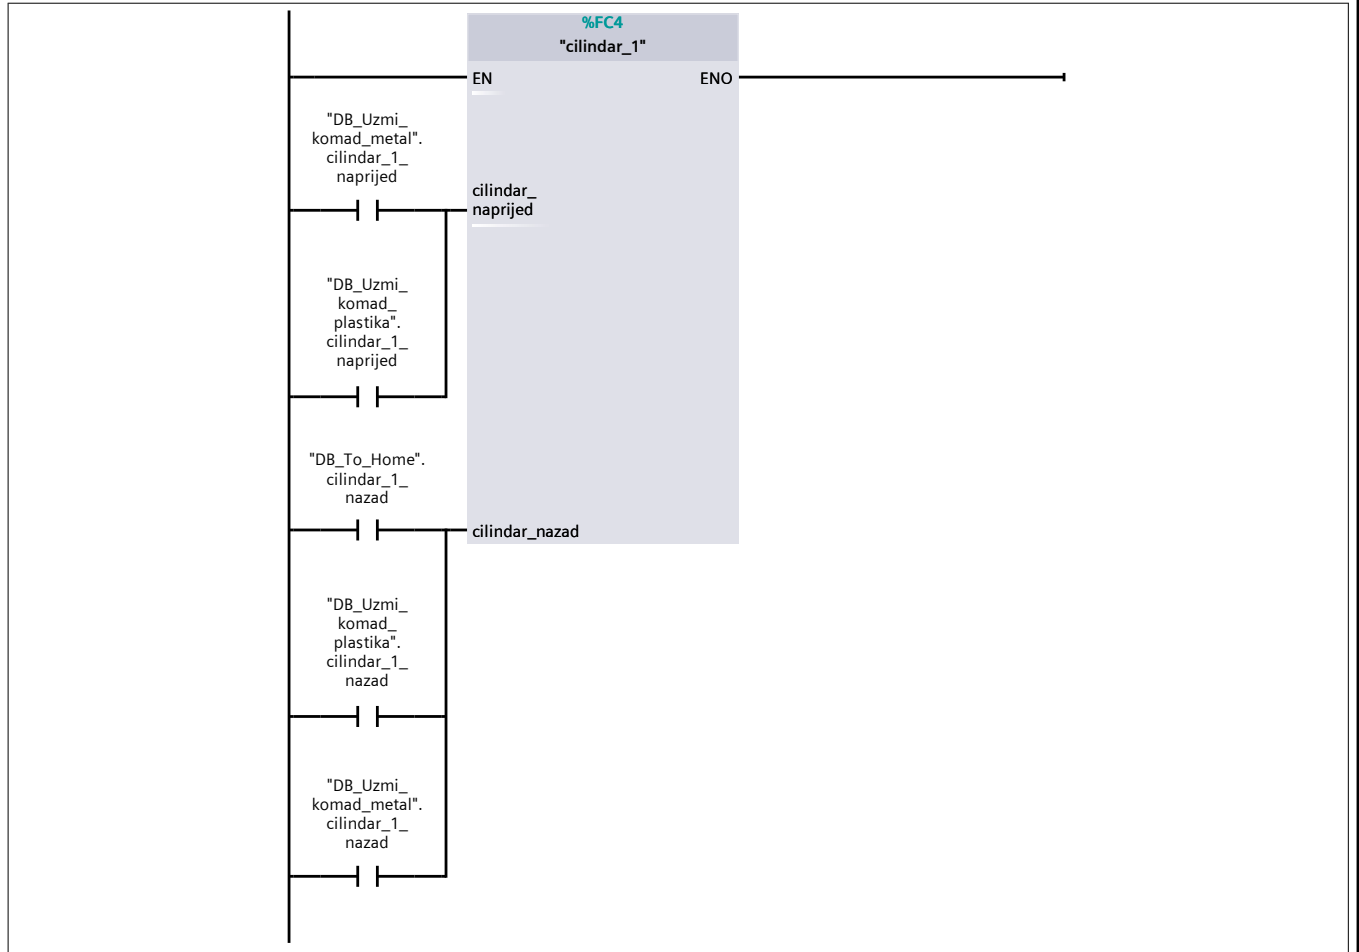 %FC4
"cilindar_1"
EN
ENO
"DB_Uzmi_
komad_metal".
cilindar_1_
naprijed
cilindar_
naprijed
"DB_Uzmi_
komad_
plastika".
cilindar_1_
naprijed
"DB_To_Home".
cilindar_1_
nazad
cilindar_nazad
"DB_Uzmi_
komad_
plastika".
cilindar_1_
nazad
"DB_Uzmi_
komad_metal".
cilindar_1_
nazad